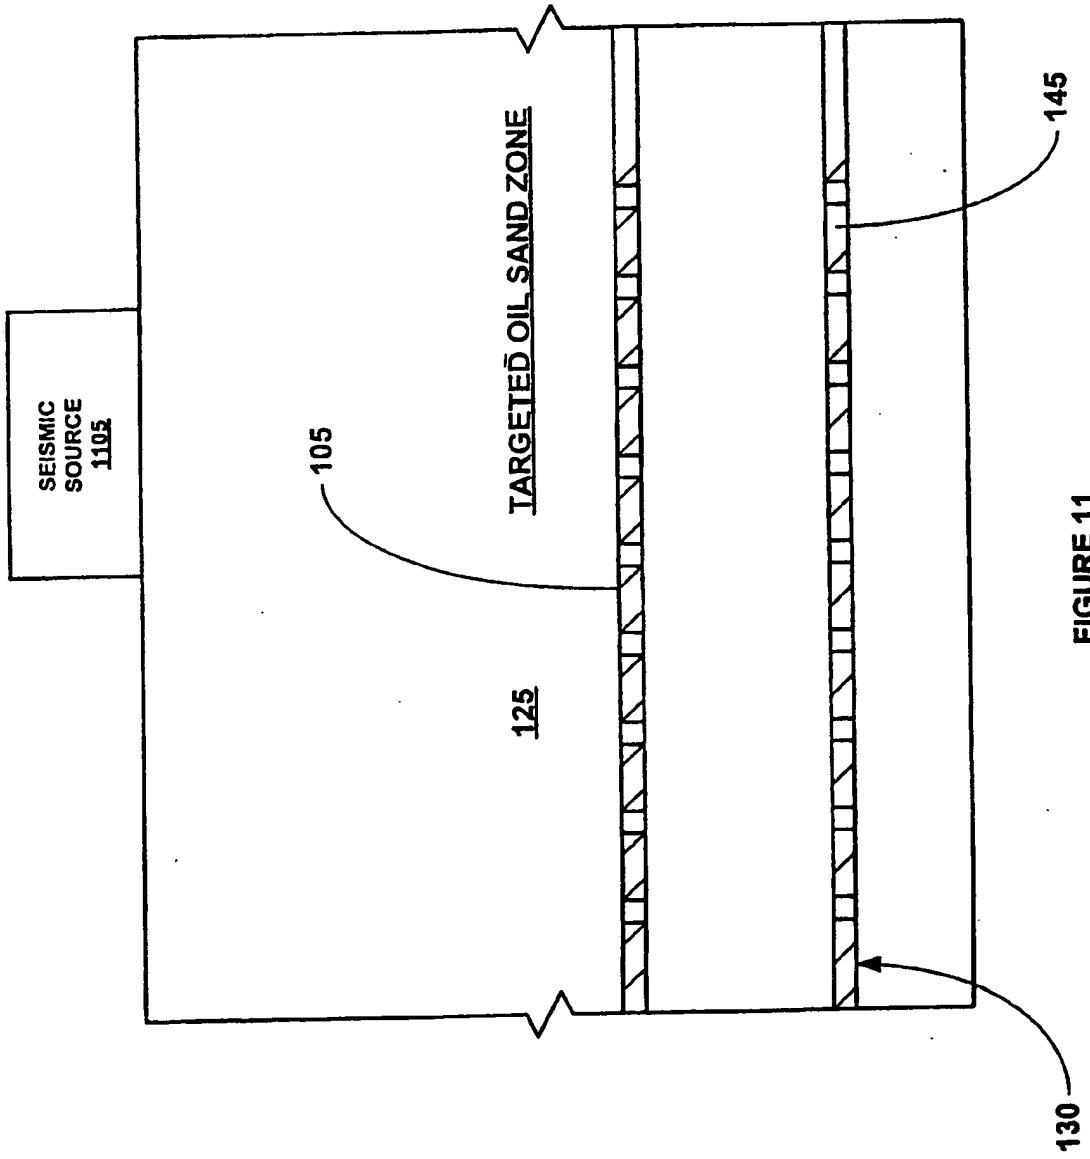 SEISMIC
SOURCE
1105
105
TARGETED OIL SAND ZONE
125
145
130
FIGURE 11